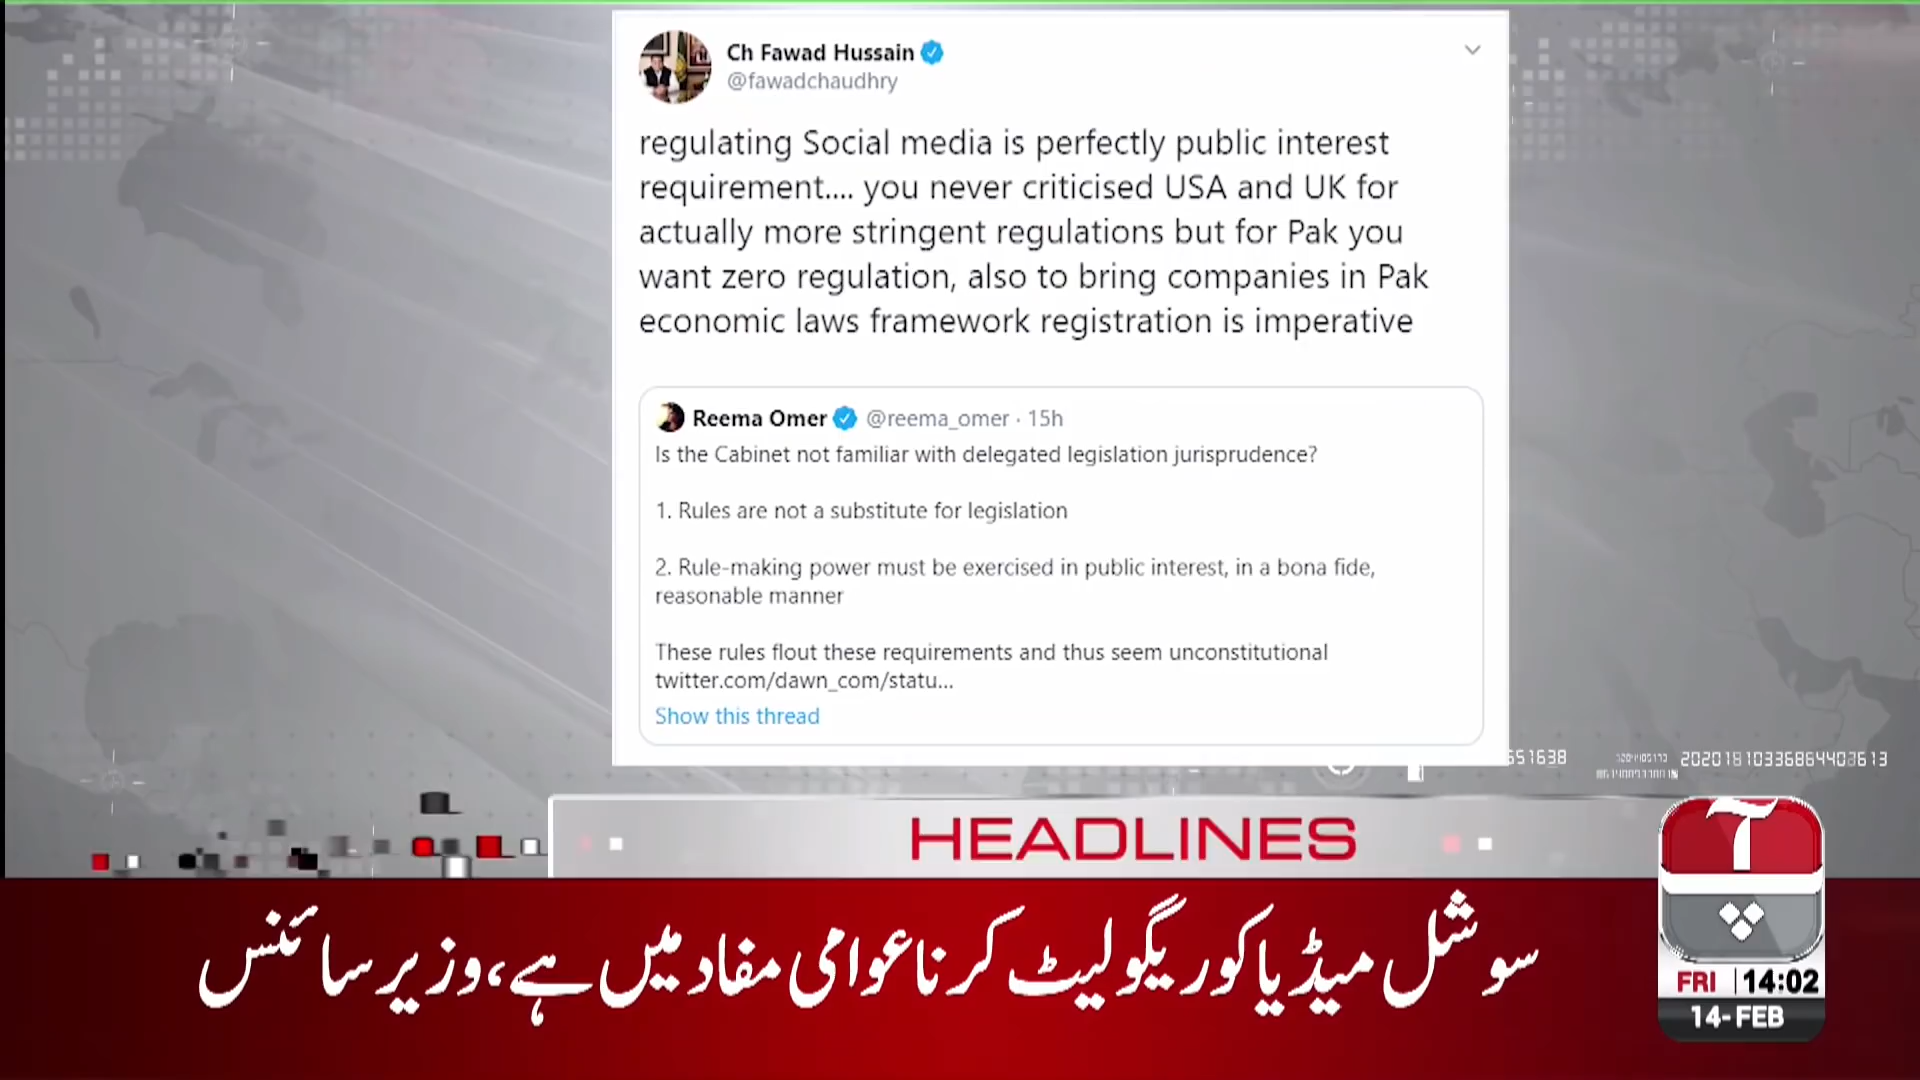 Ch Fawad Hussain
@fawadchaudhry
regulating Social media is perfectly public interest
requirement.... you never criticised USA and UK for
actually more stringent regulations but for Pak you
want zero regulation, also to bring companies in Pak
economic laws framework registration is imperative
Reema Omer @reema_omer · 15h
Is the Cabinet not familiar with delegated legislation jurisprudence?
1. Rules are not a substitute for legislation
2. Rule-making power must be exercised in public interest, in a bona fide,
reasonable manner
These rules flout these requirements and thus seem unconstitutional
twitter.com/dawn_com/statu...
Show this thread
HEADLINES
سوشل میڈیا کو ریگولیٹ کرنا عوامی مفاد میں ہے، وزیر سائنس
آپ
FRI 14:02
14-FEB